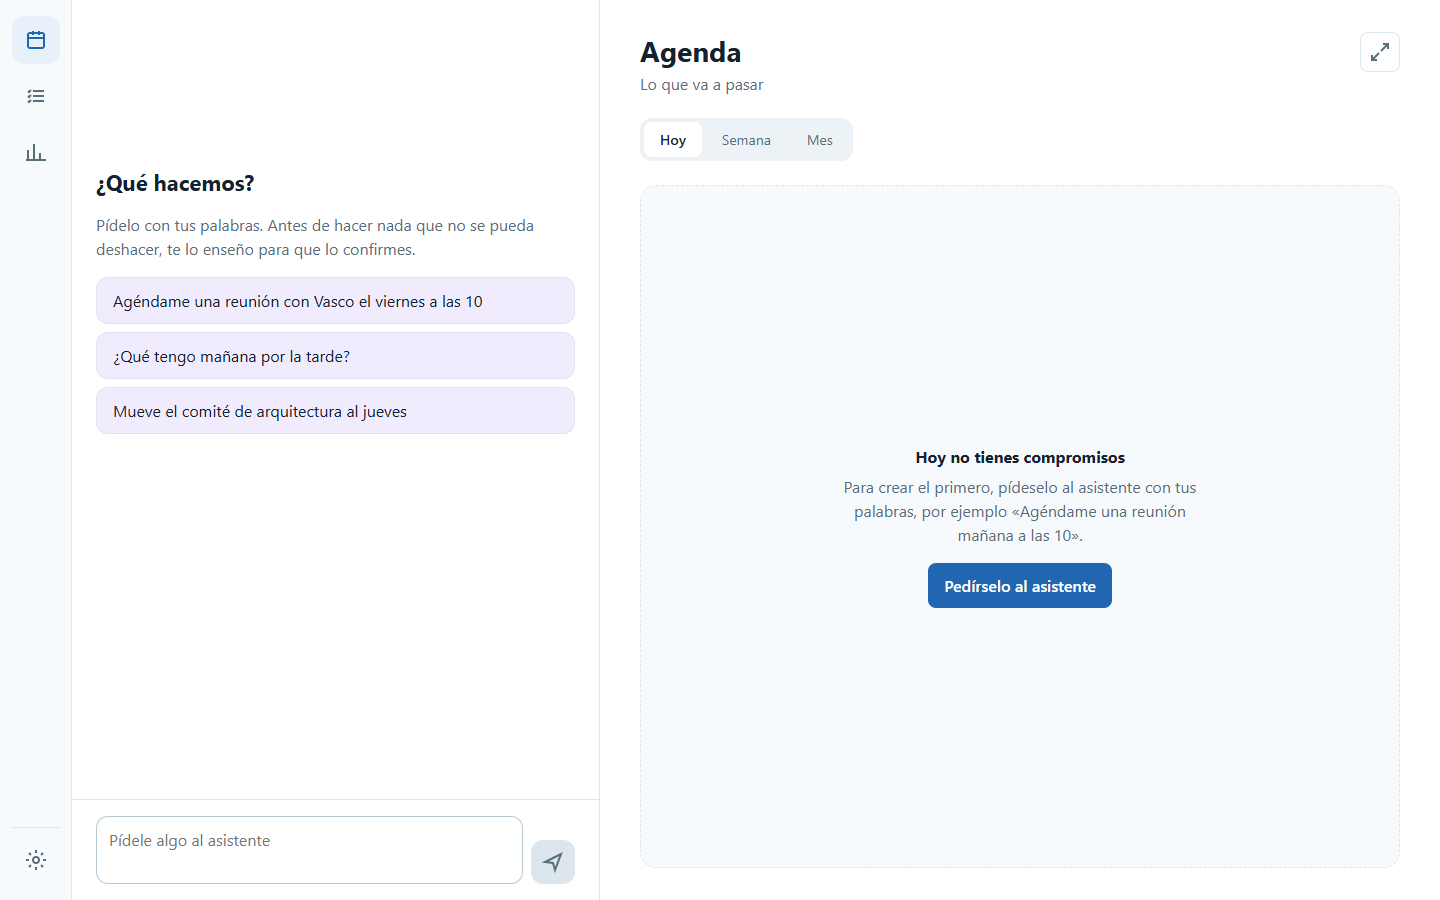 ¿Qué hacemos?
Pídelo con tus palabras. Antes de hacer nada que no se pueda
deshacer, te lo enseño para que lo confirmes.
Agéndame una reunión con Vasco el viernes a las 10
¿Qué tengo mañana por la tarde?
Mueve el comité de arquitectura al jueves
Pídele algo al asistente
Agenda
Lo que va a pasar
Hoy
Semana
Mes
Hoy no tienes compromisos
Para crear el primero, pídeselo al asistente con tus
palabras, por ejemplo «Agéndame una reunión
mañana a las 10».
Pedírselo al asistente